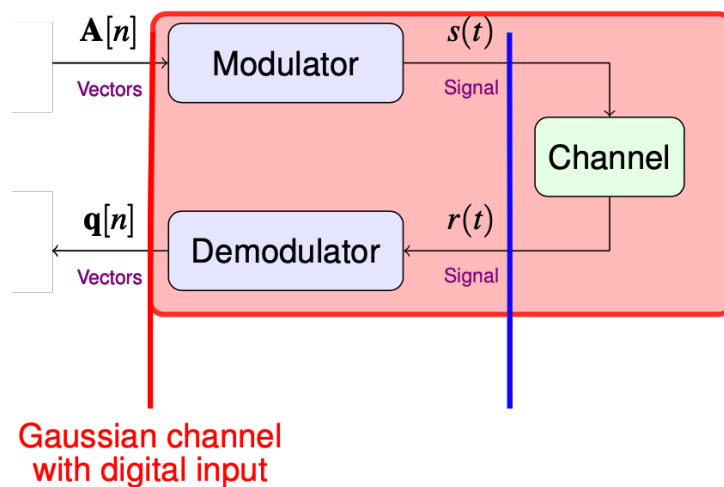 A[n]
s(t)
Modulator
Vectors
Signal
Channel
q[n]
r(t)
Demodulator
Vectors
Signal
Gaussian channel
with digital input